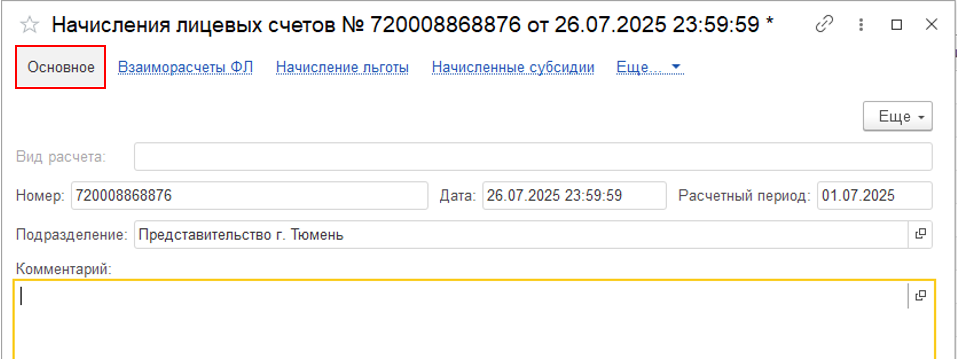 Начисления лицевых счетов № 720008868876 от 26.07.2025 23:59:59 *
Основное Взаиморасчеты ФЛ Начисление льготы Начисленные субсидии Еще...
Еще
Вид расчета:
Номер: 720008868876 Дата: 26.07.2025 23:59:59 Расчетный период: 01.07.2025
Подразделение: Представительство г. Тюмень
Комментарий: